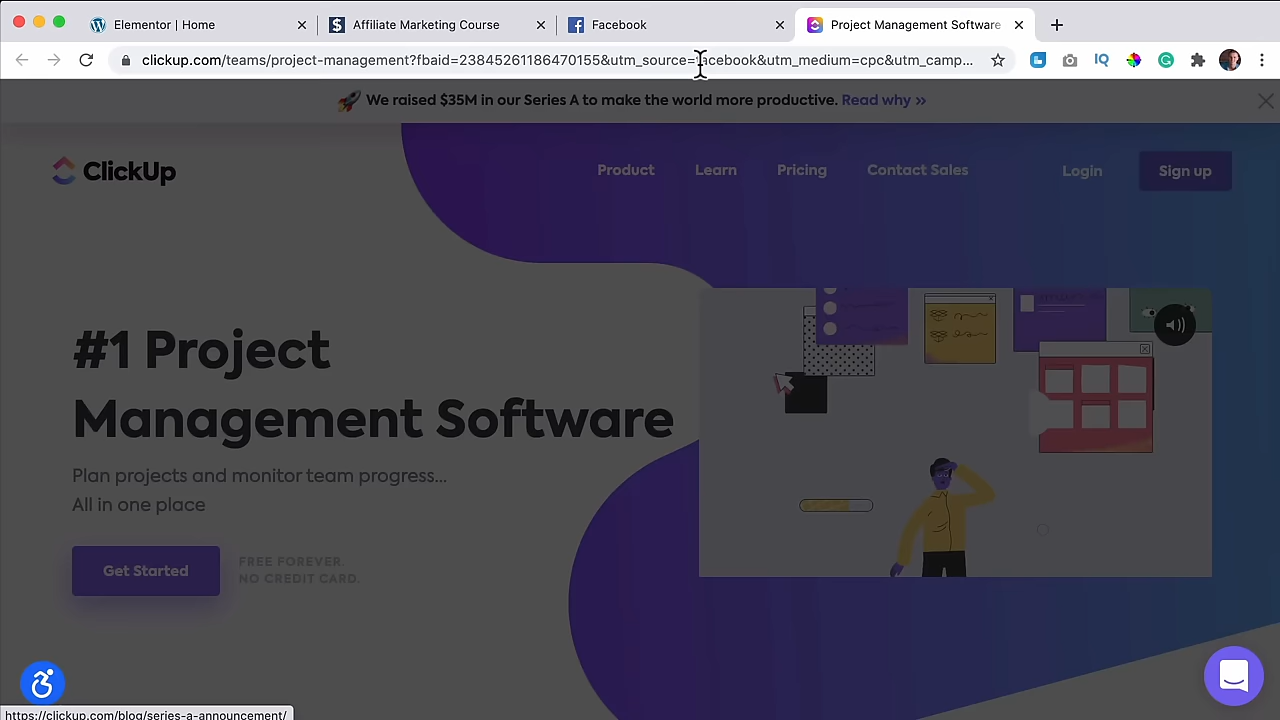 Elementor | Home
Affiliate Marketing Course
Facebook
Project Management Software
clickup.com/teams/project-management?fbaid=23845261186470155&utm_source=facebook&utm_medium=cpc&utm_camp...
We raised $35M in our Series A to make the world more productive. Read why »
ClickUp
Product
Learn
Pricing
Contact Sales
Login
Sign up
#1 Project
Management Software
Plan projects and monitor team progress...
All in one place
Get Started
FREE FOREVER.
NO CREDIT CARD.
https://clickup.com/blog/series-a-announcement/